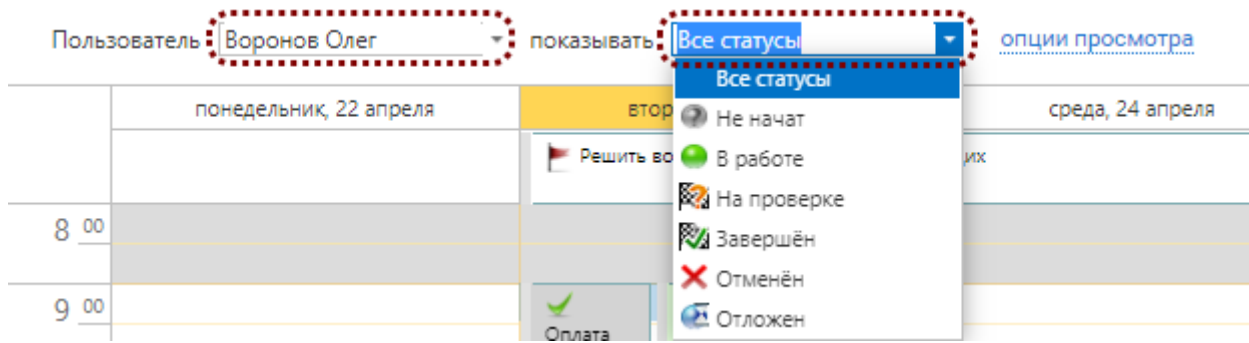 Пользователь Воронов Олег показывать Все статусы опции просмотра
Все статусы
понедельник, 22 апреля втор среда, 24 апреля
Не начат
Решить во В работе их
На проверке
8 00
Завершён
Отменён
9 00
Отложен
Оплата